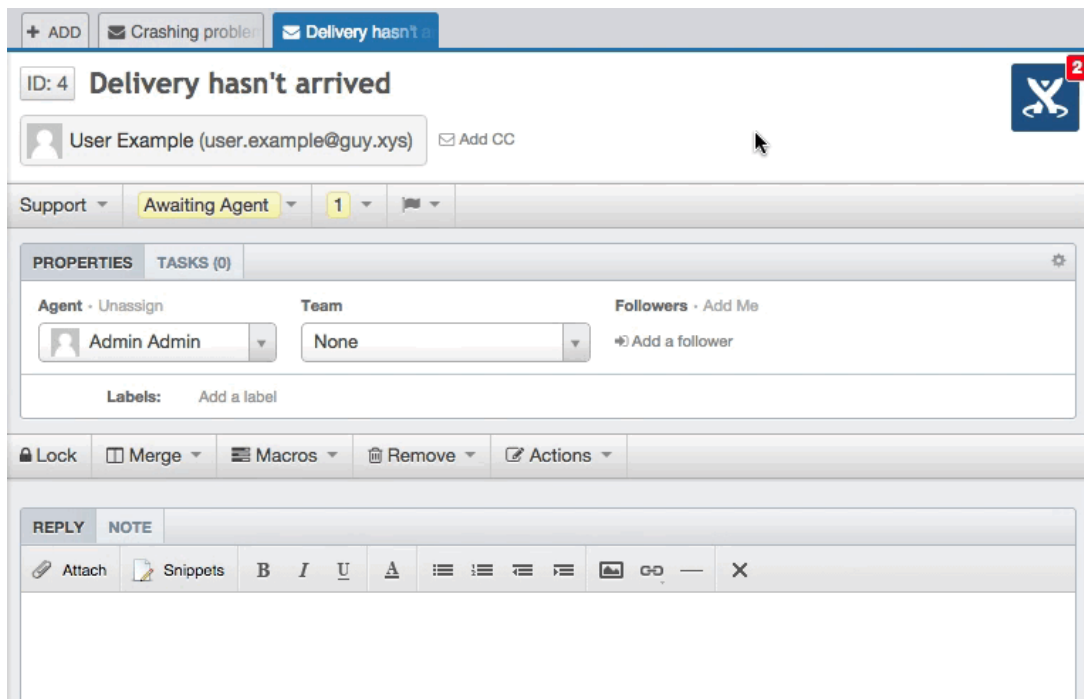 + ADD Crashing problem Delivery hasn't
2
ID: 4 Delivery hasn't arrived
User Example (user.example@guy.xys) Add CC
Support Awaiting Agent 1
PROPERTIES TASKS (0)
Agent · Unassign Team Followers · Add Me
Admin Admin None Add a follower
Labels: Add a label
Lock Merge Macros Remove Actions
REPLY NOTE
Attach Snippets B I U A